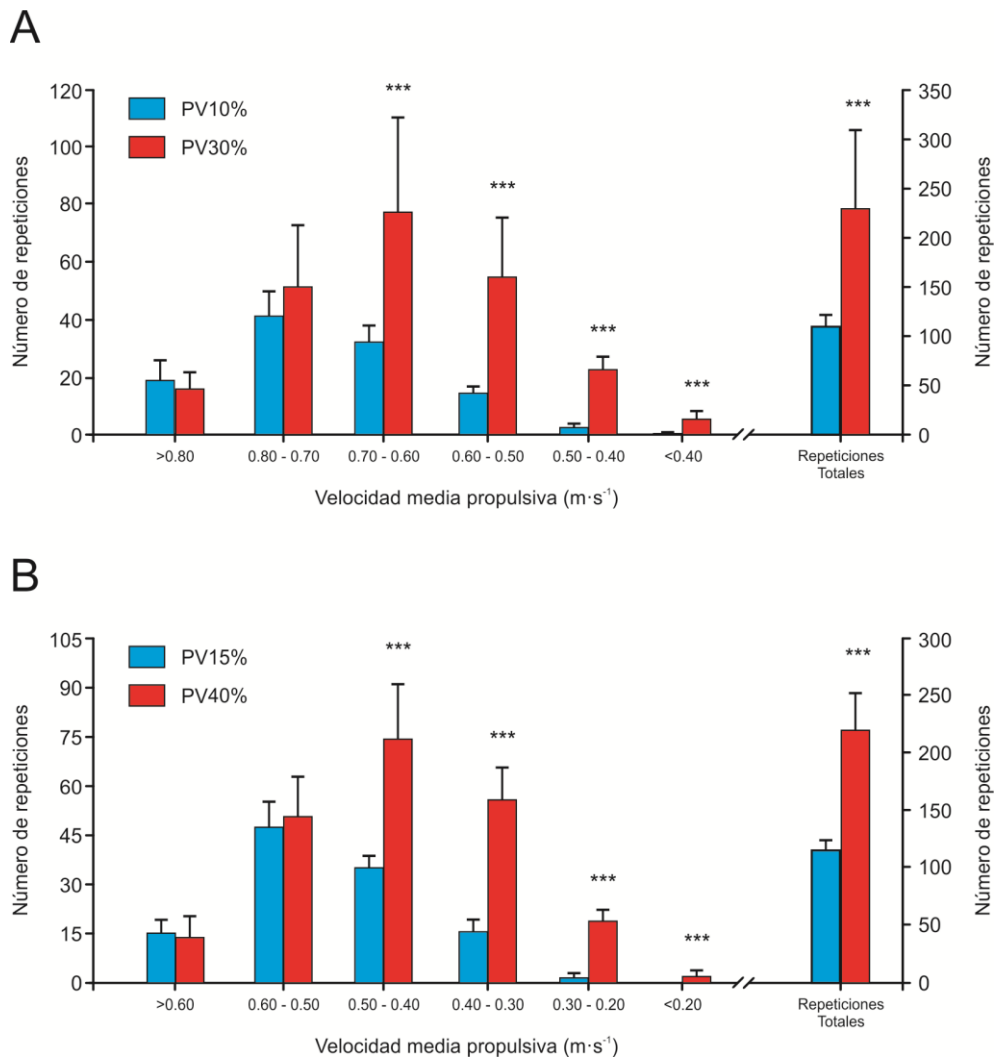 A
PV10%
PV30%
Número de repeticiones
120
100
80
60
40
20
0
***
***
***
***
***
350
300
250
200
150
100
50
0
Número de repeticiones
>0.80
0.80 - 0.70
0.70 - 0.60
0.60 - 0.50
0.50 - 0.40
<0.40
Repeticiones
Totales
Velocidad media propulsiva (m·s⁻¹)
B
PV15%
PV40%
Número de repeticiones
105
90
75
60
45
30
15
0
***
***
***
***
***
300
250
200
150
100
50
0
Número de repeticiones
>0.60
0.60 - 0.50
0.50 - 0.40
0.40 - 0.30
0.30 - 0.20
<0.20
Repeticiones
Totales
Velocidad media propulsiva (m·s⁻¹)